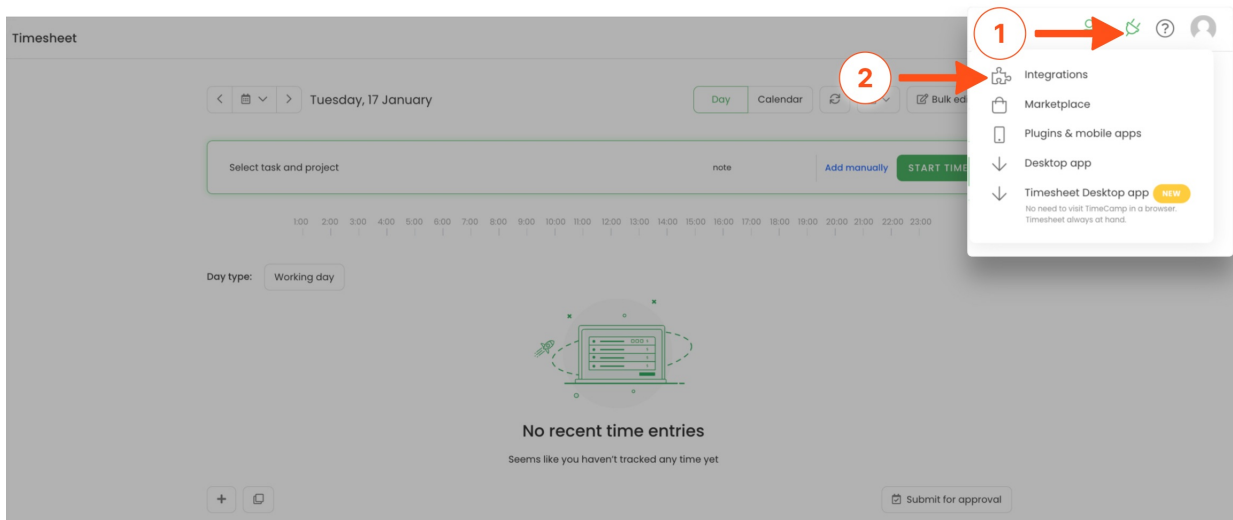 Timesheet
1
2
Integrations
Marketplace
Plugins & mobile apps
Desktop app
Timesheet Desktop app NEW
No need to visit TimeCamp in a browser.
Timesheet always at hand.
Tuesday, 17 January
Day Calendar Bulk edi
Select task and project note Add manually START TIME
1:00 2:00 3:00 4:00 5:00 6:00 7:00 8:00 9:00 10:00 11:00 12:00 13:00 14:00 15:00 16:00 17:00 18:00 19:00 20:00 21:00 22:00 23:00
Day type: Working day
No recent time entries
Seems like you haven't tracked any time yet
Submit for approval